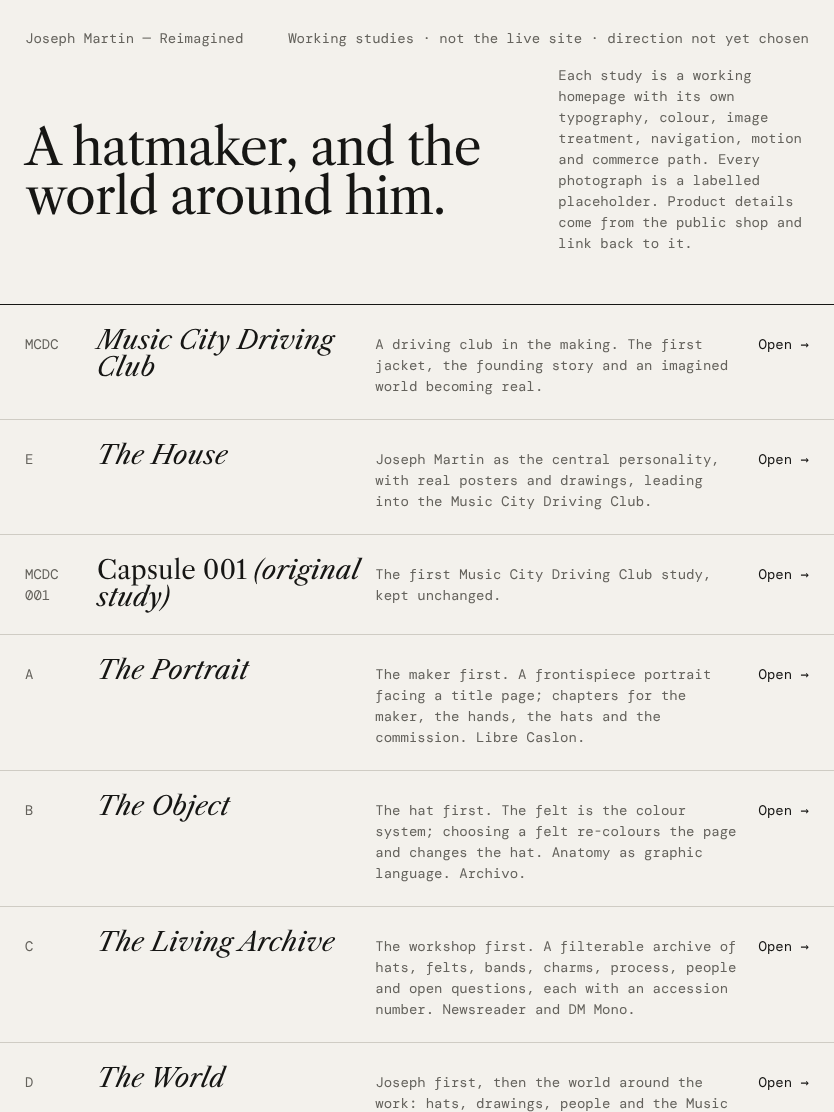 Joseph Martin — Reimagined
Working studies · not the live site · direction not yet chosen
A hatmaker, and the
world around him.
Each study is a working
homepage with its own
typography, colour, image
treatment, navigation, motion
and commerce path. Every
photograph is a labelled
placeholder. Product details
come from the public shop and
link back to it.
MCDC
Music City Driving
Club
A driving club in the making. The first
jacket, the founding story and an imagined
world becoming real.
Open →
E
The House
Joseph Martin as the central personality,
with real posters and drawings, leading
into the Music City Driving Club.
Open →
MCDC
001
Capsule 001 (original
study)
The first Music City Driving Club study,
kept unchanged.
Open →
A
The Portrait
The maker first. A frontispiece portrait
facing a title page; chapters for the
maker, the hands, the hats and the
commission. Libre Caslon.
Open →
B
The Object
The hat first. The felt is the colour
system; choosing a felt re-colours the page
and changes the hat. Anatomy as graphic
language. Archivo.
Open →
C
The Living Archive
The workshop first. A filterable archive of
hats, felts, bands, charms, process, people
and open questions, each with an accession
number. Newsreader and DM Mono.
Open →
D
The World
Joseph first, then the world around the
work: hats, drawings, people and the Music
Open →